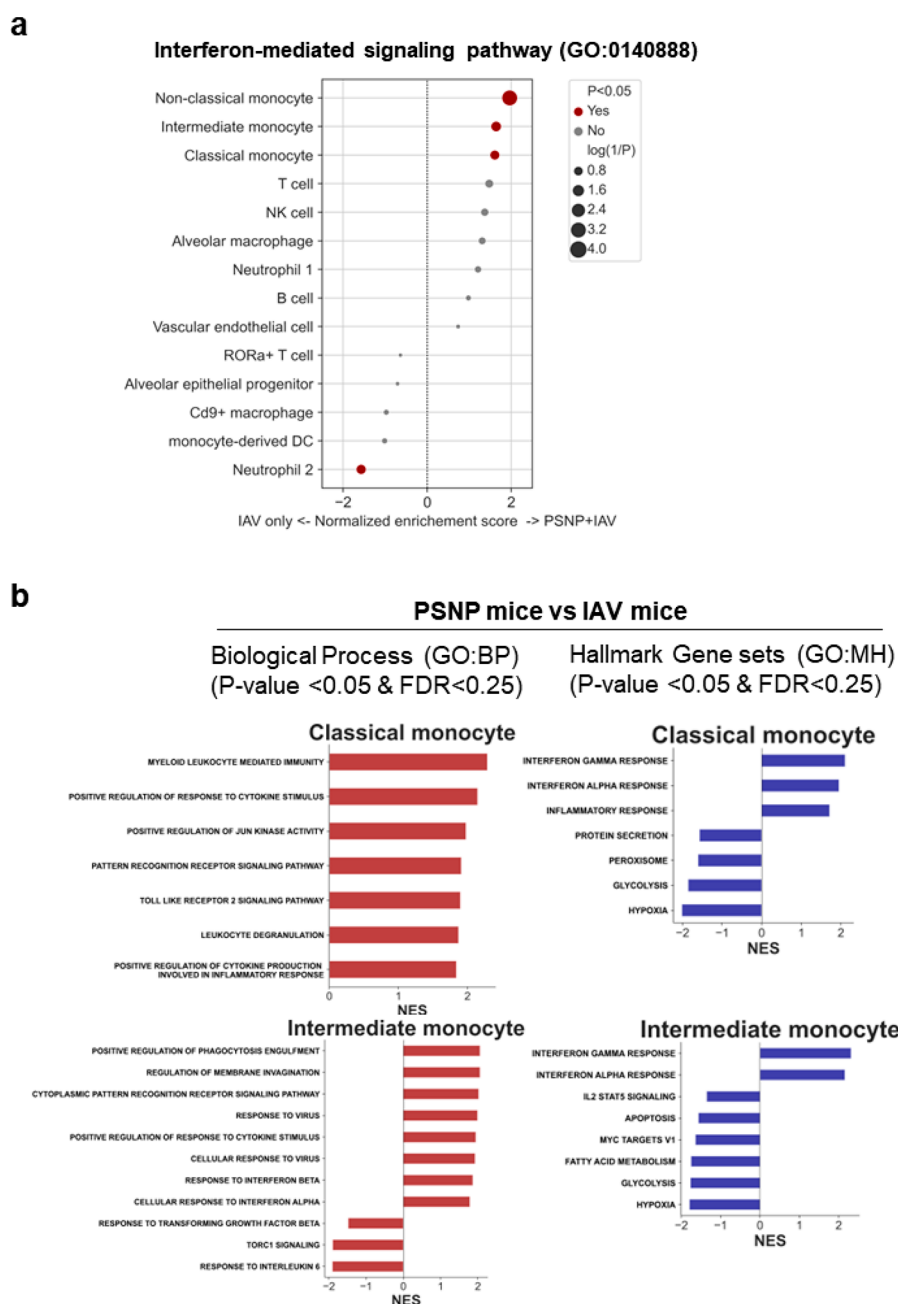 a
Interferon-mediated signaling pathway (GO:0140888)
Non-classical monocyte
Intermediate monocyte
Classical monocyte
T cell
NK cell
Alveolar macrophage
Neutrophil 1
B cell
Vascular endothelial cell
RORa+ T cell
Alveolar epithelial progenitor
Cd9+ macrophage
monocyte-derived DC
Neutrophil 2
−2 0 2
IAV only <- Normalized enrichement score -> PSNP+IAV
P<0.05
Yes
No
log(1/P)
0.8
1.6
2.4
3.2
4.0
b
PSNP mice vs IAV mice
Biological Process (GO:BP)
(P-value <0.05 & FDR<0.25)
Hallmark Gene sets (GO:MH)
(P-value <0.05 & FDR<0.25)
Classical monocyte
MYELOID LEUKOCYTE MEDIATED IMMUNITY
POSITIVE REGULATION OF RESPONSE TO CYTOKINE STIMULUS
POSITIVE REGULATION OF JUN KINASE ACTIVITY
PATTERN RECOGNITION RECEPTOR SIGNALING PATHWAY
TOLL LIKE RECEPTOR 2 SIGNALING PATHWAY
LEUKOCYTE DEGRANULATION
POSITIVE REGULATION OF CYTOKINE PRODUCTION
INVOLVED IN INFLAMMATORY RESPONSE
0 1 2
NES
Classical monocyte
INTERFERON GAMMA RESPONSE
INTERFERON ALPHA RESPONSE
INFLAMMATORY RESPONSE
PROTEIN SECRETION
PEROXISOME
GLYCOLYSIS
HYPOXIA
−2 −1 0 1 2
NES
Intermediate monocyte
POSITIVE REGULATION OF PHAGOCYTOSIS ENGULFMENT
REGULATION OF MEMBRANE INVAGINATION
CYTOPLASMIC PATTERN RECOGNITION RECEPTOR SIGNALING PATHWAY
RESPONSE TO VIRUS
POSITIVE REGULATION OF RESPONSE TO CYTOKINE STIMULUS
CELLULAR RESPONSE TO VIRUS
RESPONSE TO INTERFERON BETA
CELLULAR RESPONSE TO INTERFERON ALPHA
RESPONSE TO TRANSFORMING GROWTH FACTOR BETA
TORC1 SIGNALING
RESPONSE TO INTERLEUKIN 6
−2 −1 0 1 2
NES
Intermediate monocyte
INTERFERON GAMMA RESPONSE
INTERFERON ALPHA RESPONSE
IL2 STAT5 SIGNALING
APOPTOSIS
MYC TARGETS V1
FATTY ACID METABOLISM
GLYCOLYSIS
HYPOXIA
−2 −1 0 1 2
NES